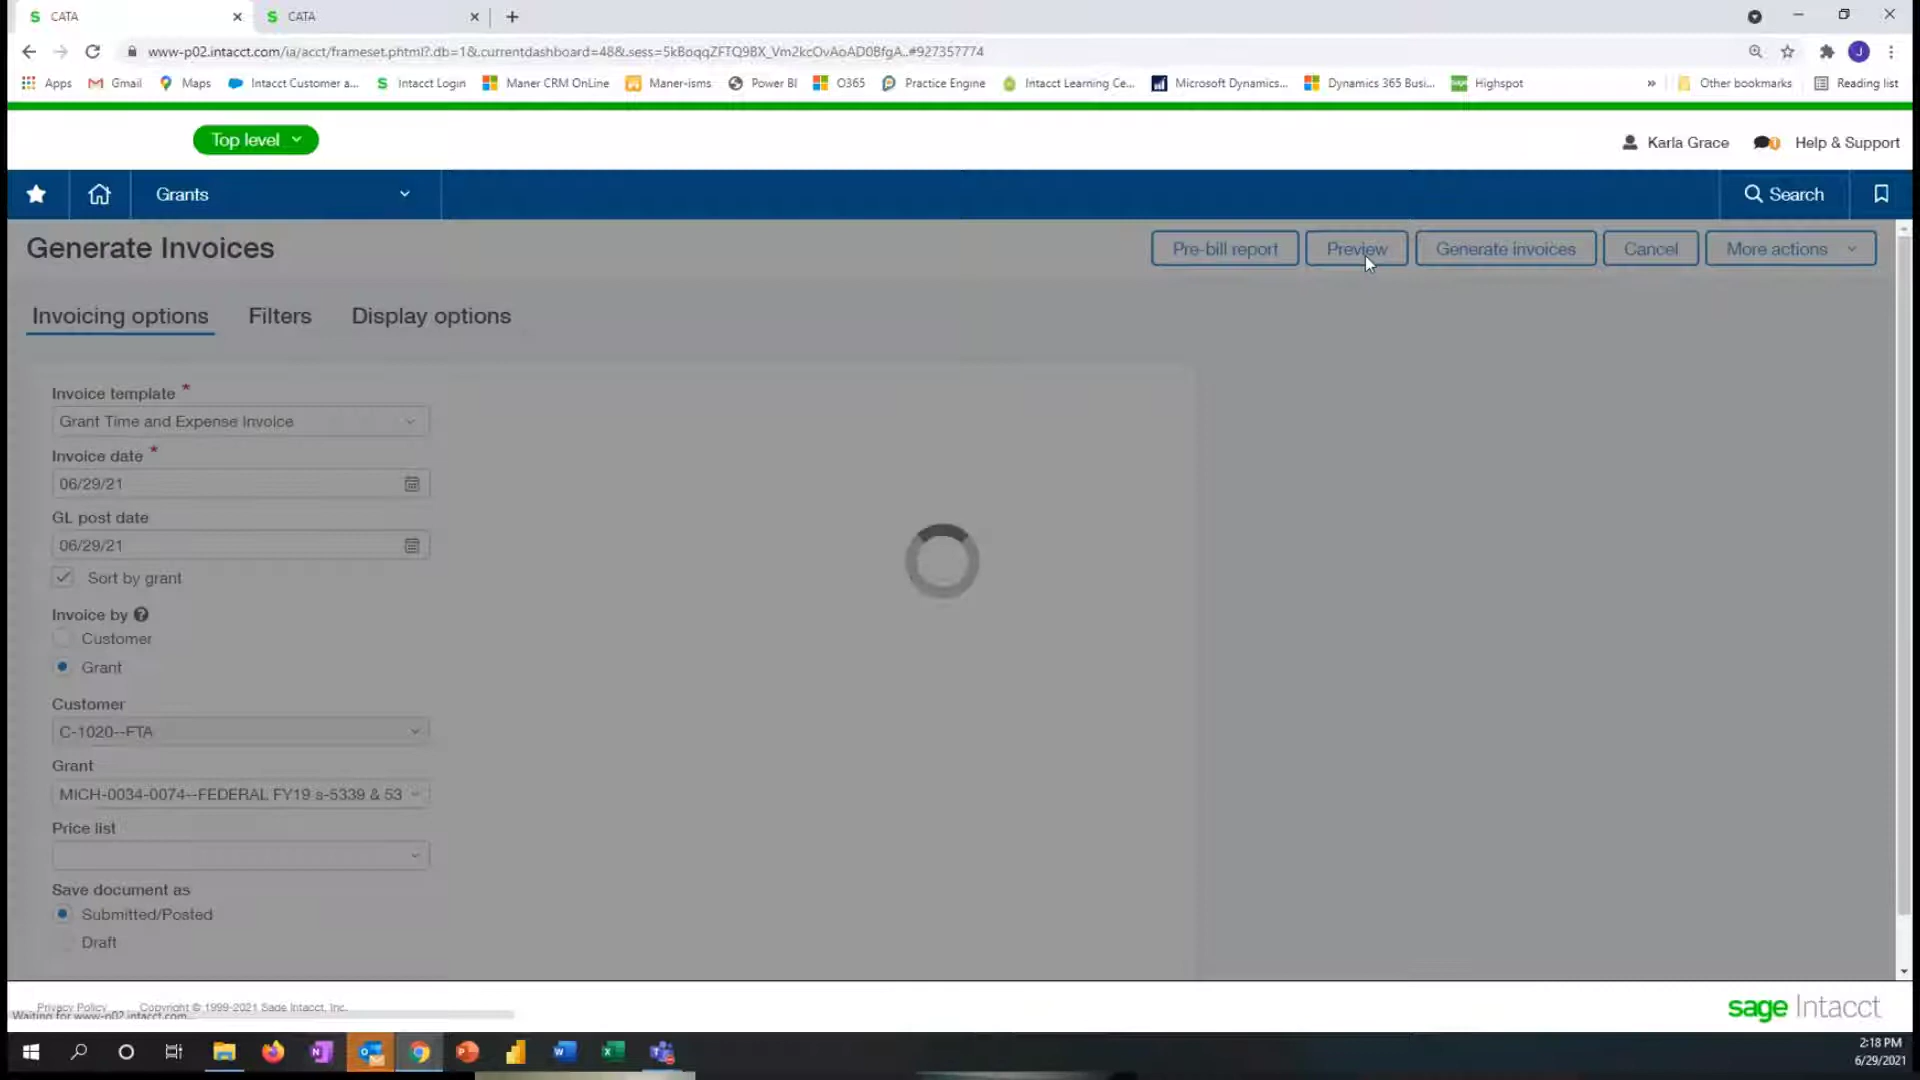 CATA
CATA
www-p02.intacct.com/ia/acct/frameset.phtml?.db=1&.currentdashboard=48&.sess=5kBoqqZFTQ9BX_Vm2kcOvAoAD0BfgA..#927357774
Apps
Gmail
Maps
Intacct Customer a...
Intacct Login
Maner CRM OnLine
Maner-isms
Power BI
O365
Practice Engine
Intacct Learning Ce...
Microsoft Dynamics...
Dynamics 365 Busi...
Highspot
»
Other bookmarks
Reading list
Top level
Karla Grace
Help & Support
Grants
Search
Generate Invoices
Pre-bill report
Preview
Generate invoices
Cancel
More actions
Invoicing options
Filters
Display options
Invoice template *
Grant Time and Expense Invoice
Invoice date *
06/29/21
GL post date
06/29/21
Sort by grant
Invoice by
Customer
Grant
Customer
C-1020--FTA
Grant
MICH-0034-0074--FEDERAL FY19 s-5339 & 53
Price list
Save document as
Submitted/Posted
Draft
Privacy Policy
Copyright © 1999-2021 Sage Intacct, Inc.
Waiting for www-p02.intacct.com...
sage Intacct
2:18 PM
6/29/2021